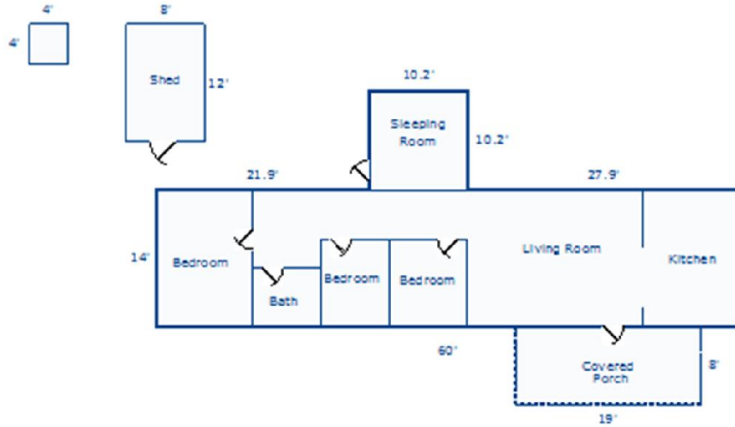 4'
8'
4'
Shed
12'
10.2'
Sleeping
Room
10.2'
21.9'
27.9'
14'
Bedroom
Bath
Bedroom
Bedroom
Living Room
Kitchen
60'
Covered
Porch
8'
19'